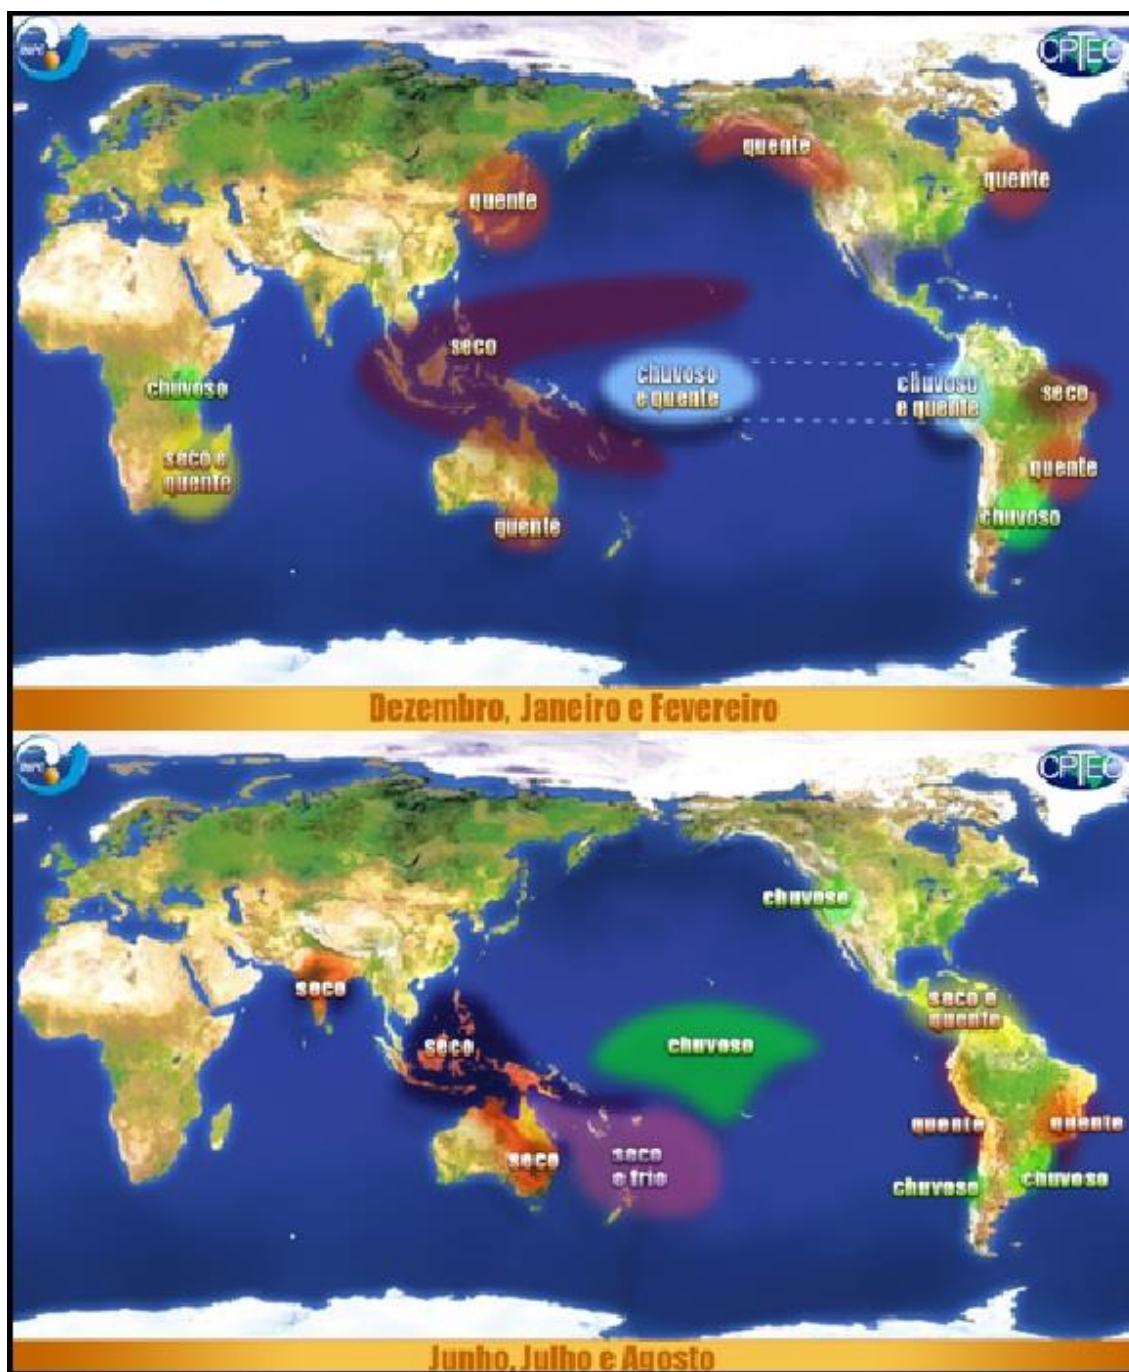 CPTEC
quente
quente
quente
seco
chuvoso
chuvoso
e quente
chuvoso
e quente
seco
seco e
quente
quente
chuvoso
quente
Dezembro, Janeiro e Fevereiro
CPTEC
chuvoso
seco
seco e
quente
seco
chuvoso
quente
quente
seco
seco
e frio
chuvoso
chuvoso
Junho, Julho e Agosto